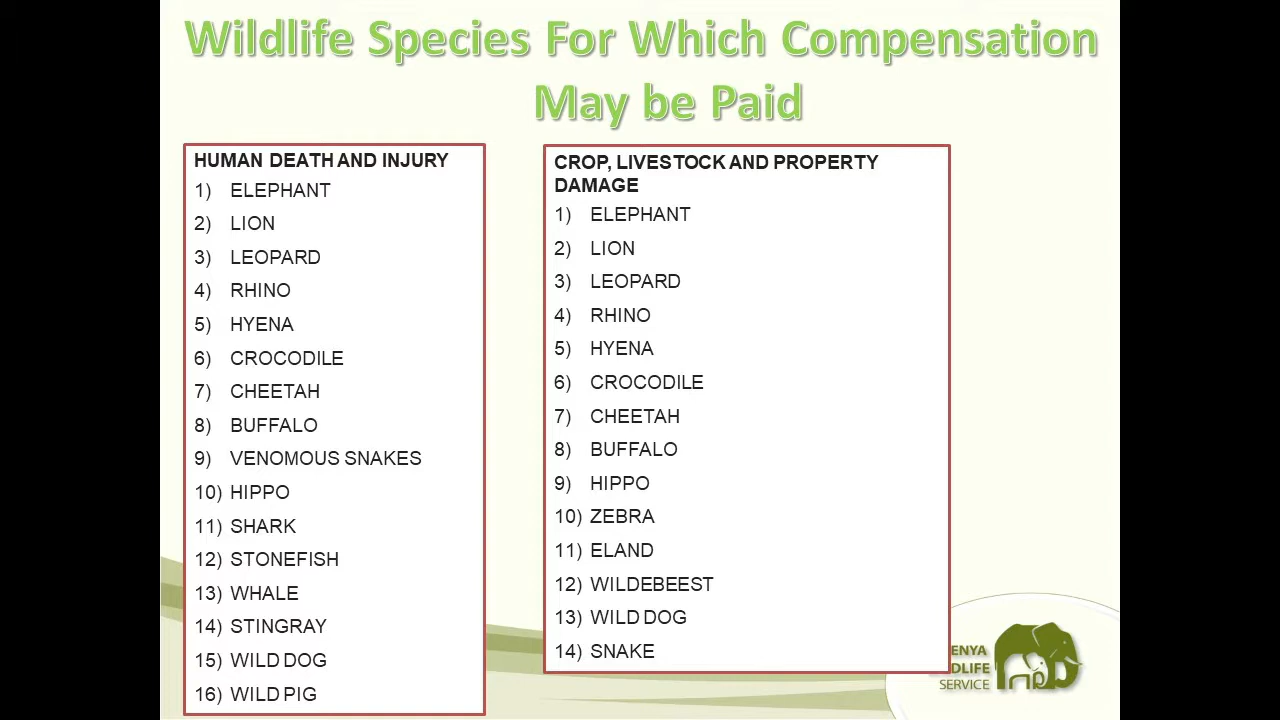 Wildlife Species For Which Compensation
May be Paid
HUMAN DEATH AND INJURY
1) ELEPHANT
2) LION
3) LEOPARD
4) RHINO
5) HYENA
6) CROCODILE
7) CHEETAH
8) BUFFALO
9) VENOMOUS SNAKES
10) HIPPO
11) SHARK
12) STONEFISH
13) WHALE
14) STINGRAY
15) WILD DOG
16) WILD PIG
CROP, LIVESTOCK AND PROPERTY
DAMAGE
1) ELEPHANT
2) LION
3) LEOPARD
4) RHINO
5) HYENA
6) CROCODILE
7) CHEETAH
8) BUFFALO
9) HIPPO
10) ZEBRA
11) ELAND
12) WILDEBEEST
13) WILD DOG
14) SNAKE
ENYA
DLIFE
SERVICE